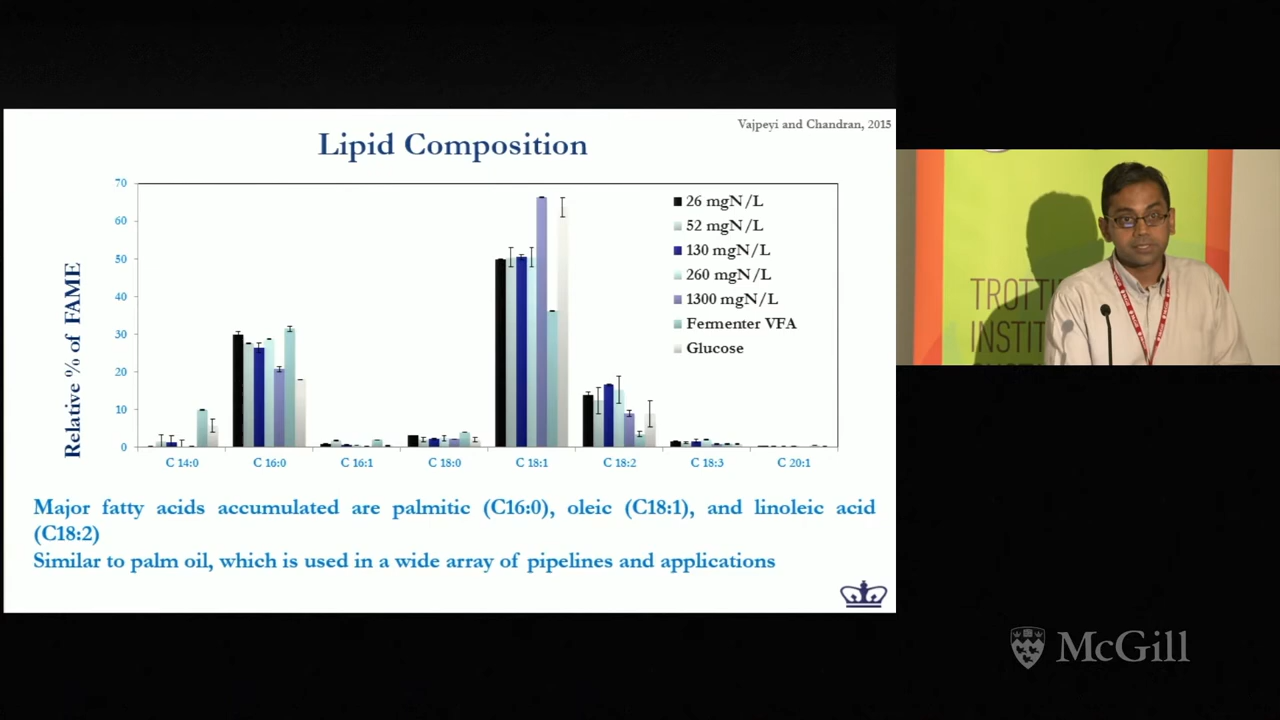 Vajpeyi and Chandran, 2015
Lipid Composition
Relative % of FAME
70
60
50
40
30
20
10
0
26 mgN/L
52 mgN/L
130 mgN/L
260 mgN/L
1300 mgN/L
Fermenter VFA
Glucose
C 14:0 C 16:0 C 16:1 C 18:0 C 18:1 C 18:2 C 18:3 C 20:1
Major fatty acids accumulated are palmitic (C16:0), oleic (C18:1), and linoleic acid
(C18:2)
Similar to palm oil, which is used in a wide array of pipelines and applications
McGill